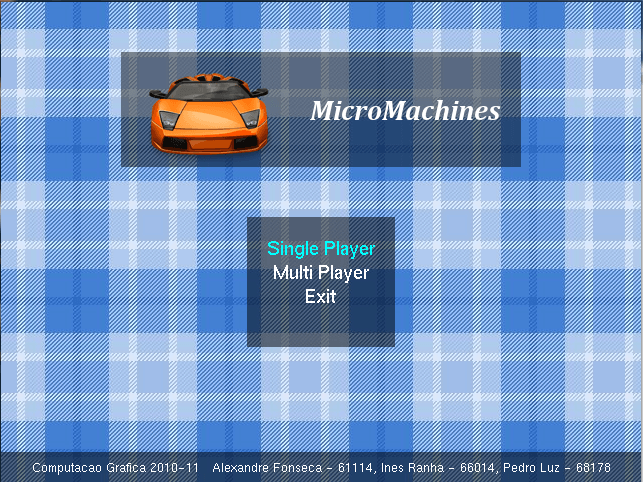 MicroMachines
Single Player
Multi Player
Exit
Computacao Grafica 2010-11 Alexandre Fonseca - 61114, Ines Ranha - 66014, Pedro Luz - 68178